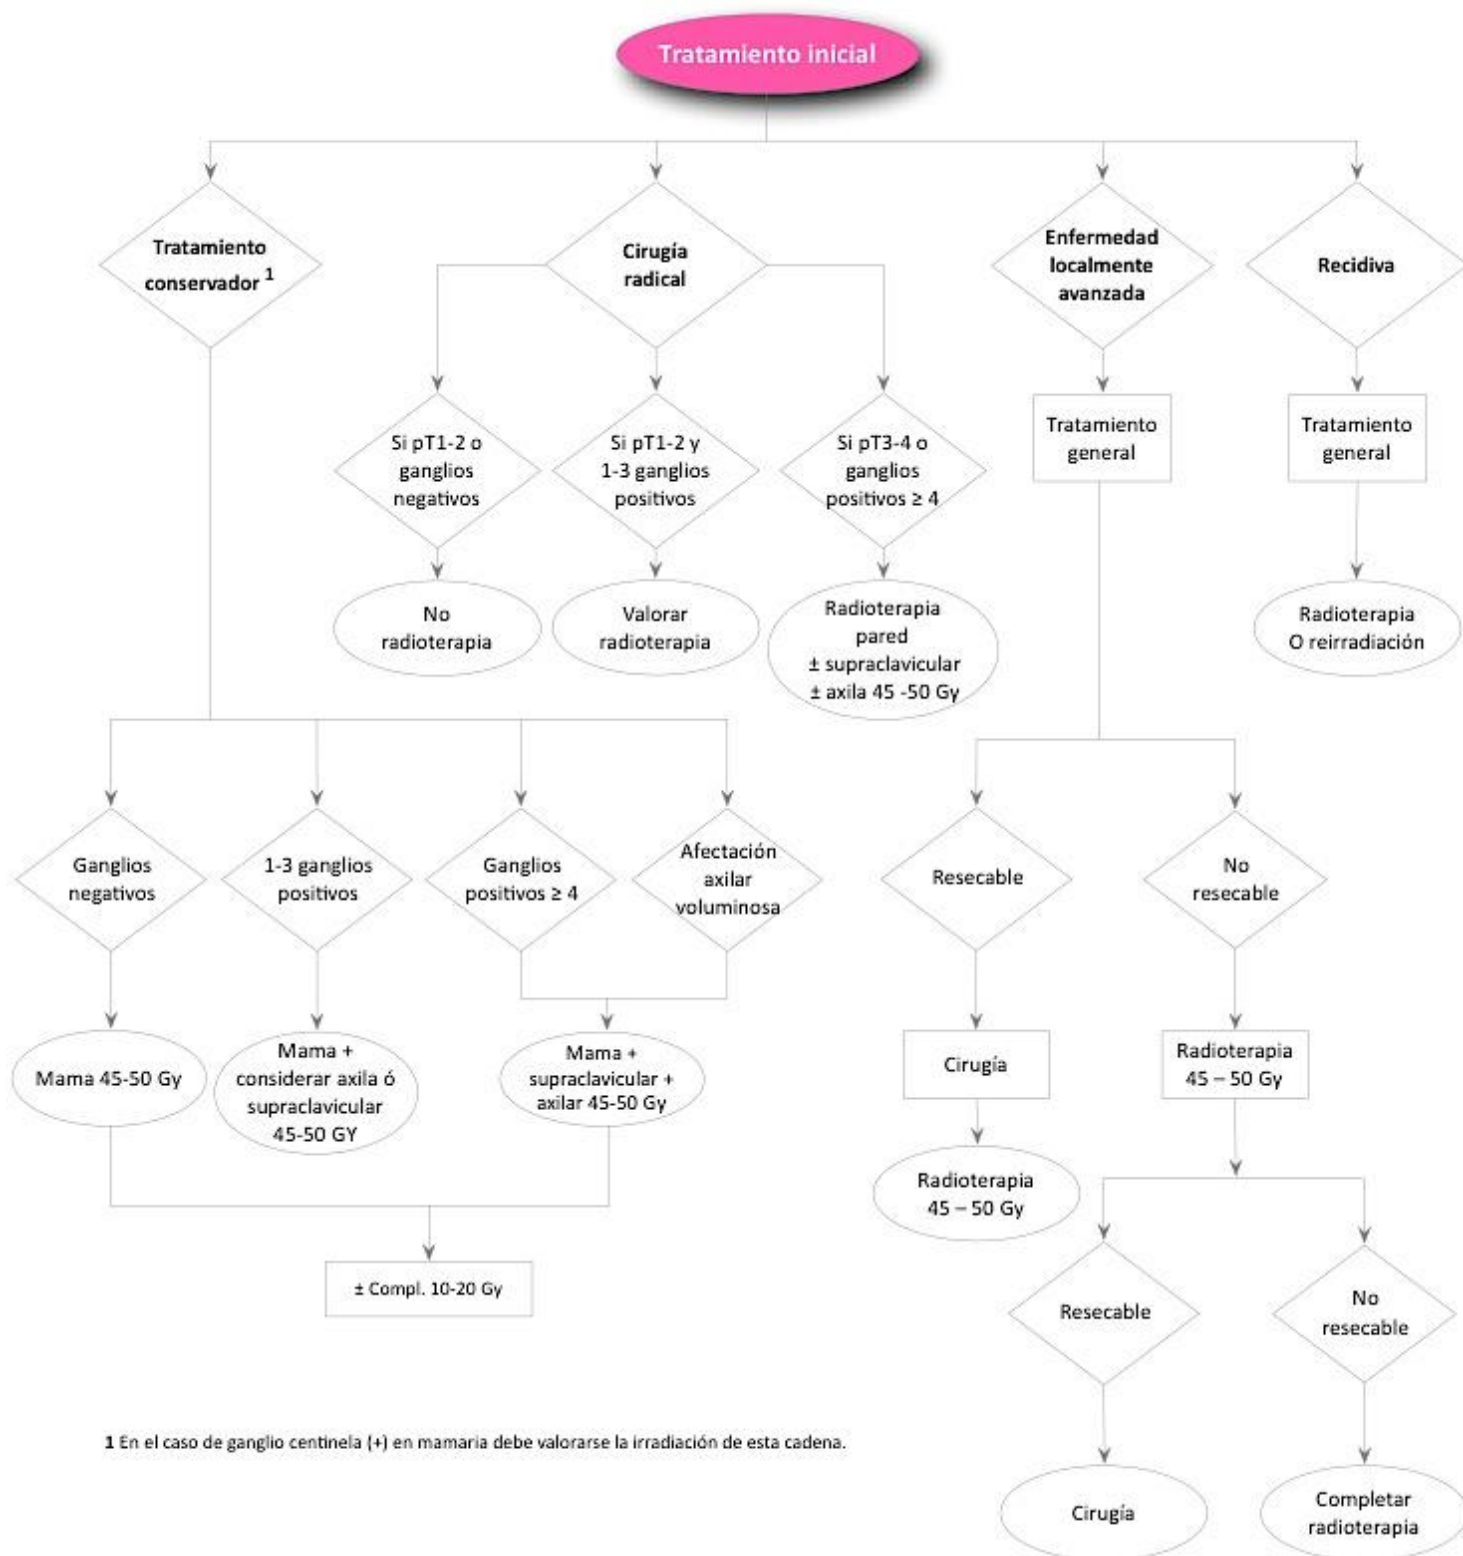 Tratamiento inicial
Tratamiento
conservador 1
Cirugía
radical
Enfermedad
localmente
avanzada
Recidiva
Si pT1-2 o
ganglios
negativos
Si pT1-2 y
1-3 ganglios
positivos
Si pT3-4 o
ganglios
positivos ≥ 4
Tratamiento
general
Tratamiento
general
No
radioterapia
Valorar
radioterapia
Radioterapia
pared
± supraclavicular
± axila 45 -50 Gy
Radioterapia
O reirradiación
Ganglios
negativos
1-3 ganglios
positivos
Ganglios
positivos ≥ 4
Afectación
axilar
voluminosa
Resecable
No
resecable
Mama 45-50 Gy
Mama +
considerar axila ó
supraclavicular
45-50 GY
Mama +
supraclavicular +
axilar 45-50 Gy
Cirugía
Radioterapia
45 – 50 Gy
Radioterapia
45 – 50 Gy
± Compl. 10-20 Gy
Resecable
No
resecable
1 En el caso de ganglio centinela (+) en mamaria debe valorarse la irradiación de esta cadena.
Cirugía
Completar
radioterapia